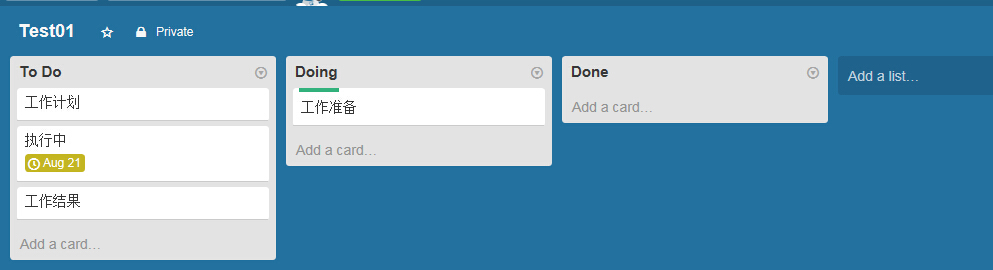 Test01
Private
To Do
工作计划
执行中
Aug 21
工作结果
Add a card…
Doing
工作准备
Add a card…
Done
Add a card…
Add a list…